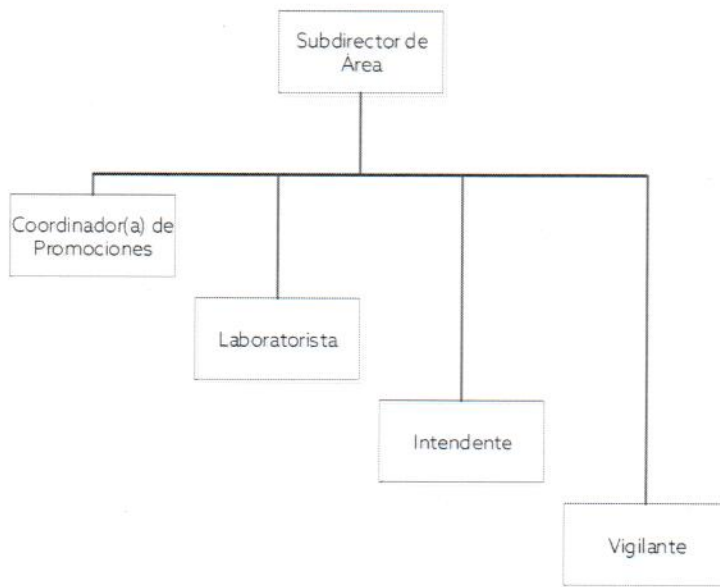 Subdirector de
Área
Coordinador(a) de
Promociones
Laboratorista
Intendente
Vigilante